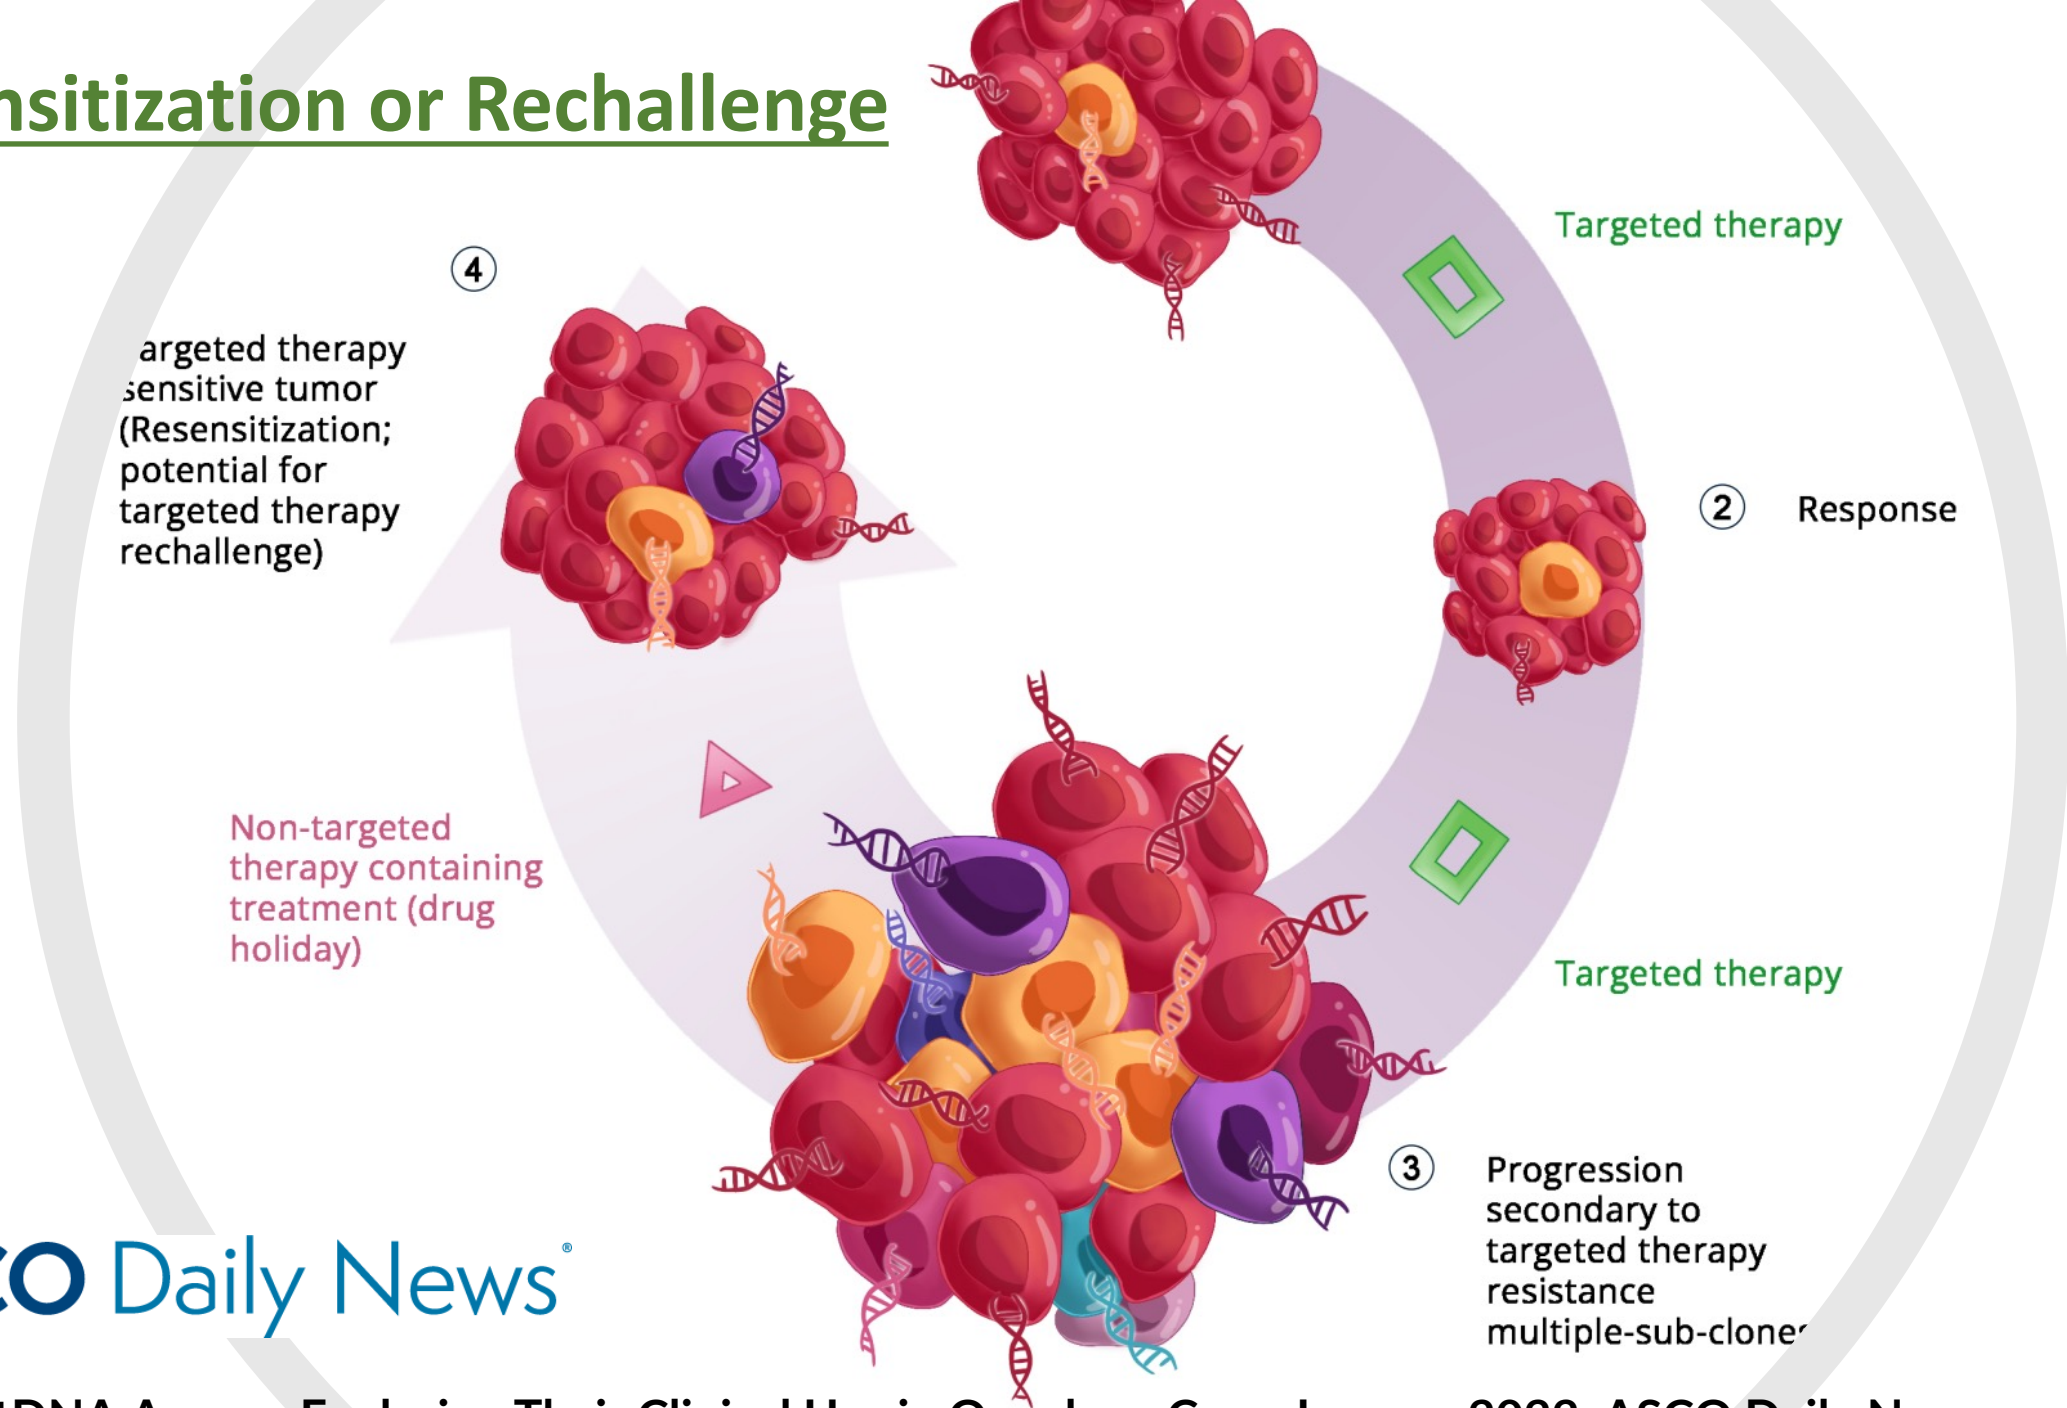 nsitization or Rechallenge
Targeted therapy
4
argeted therapy
sensitive tumor
(Resensitization;
potential for
targeted therapy
rechallenge)
2 Response
Non-targeted
therapy containing
treatment (drug
holiday)
Targeted therapy
3 Progression
secondary to
targeted therapy
resistance
multiple-sub-clones
CO Daily News®